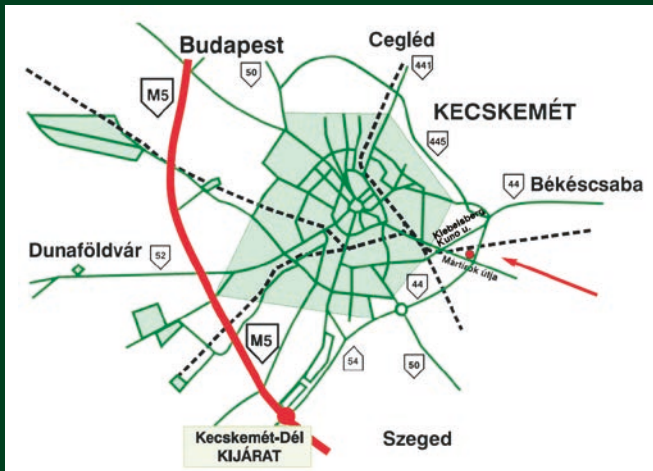 Budapest
Cegléd
50
441
M5
KECSKEMÉT
445
44
Békéscsaba
Klebelsberg
Kuno u.
Dunaföldvár
52
Mártírok útja
44
M5
54
50
Kecskemét-Dél
KIJÁRAT
Szeged